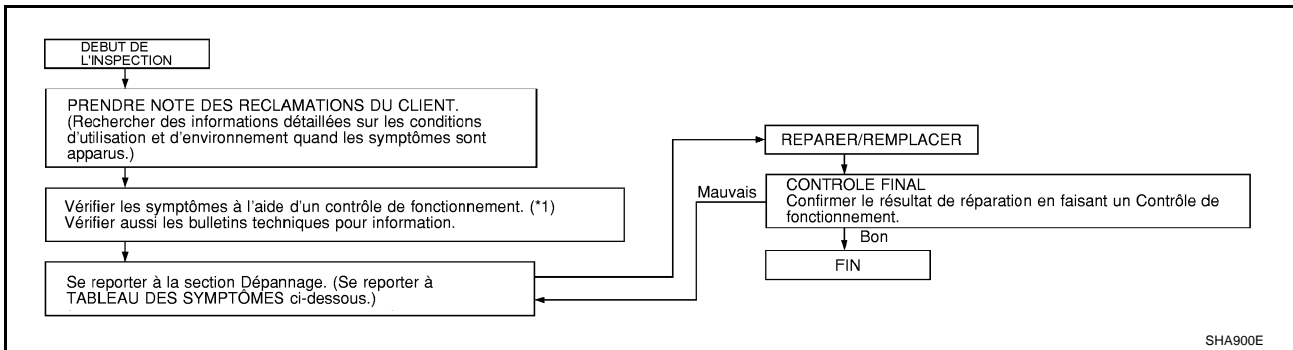 DEBUT DE
L'INSPECTION
PRENDRE NOTE DES RECLAMATIONS DU CLIENT.
(Rechercher des informations détaillées sur les conditions
d'utilisation et d'environnement quand les symptômes sont
apparus.)
Vérifier les symptômes à l'aide d'un contrôle de fonctionnement. (*1)
Vérifier aussi les bulletins techniques pour information.
Se reporter à la section Dépannage. (Se reporter à
TABLEAU DES SYMPTÔMES ci-dessous.)
REPARER/REMPLACER
Mauvais
CONTROLE FINAL
Confirmer le résultat de réparation en faisant un Contrôle de
fonctionnement.
Bon
FIN
SHA900E